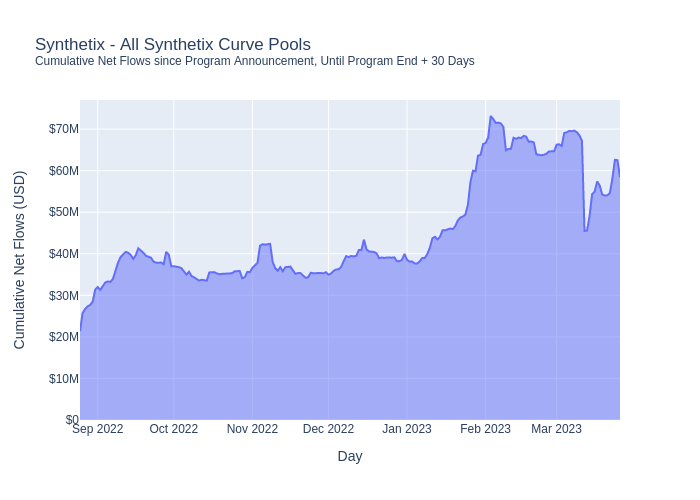 Synthetix - All Synthetix Curve Pools
Cumulative Net Flows since Program Announcement, Until Program End + 30 Days
$70M
$60M
$50M
$40M
$30M
$20M
$10M
$0
Cumulative Net Flows (USD)
Sep 2022 Oct 2022 Nov 2022 Dec 2022 Jan 2023 Feb 2023 Mar 2023
Day